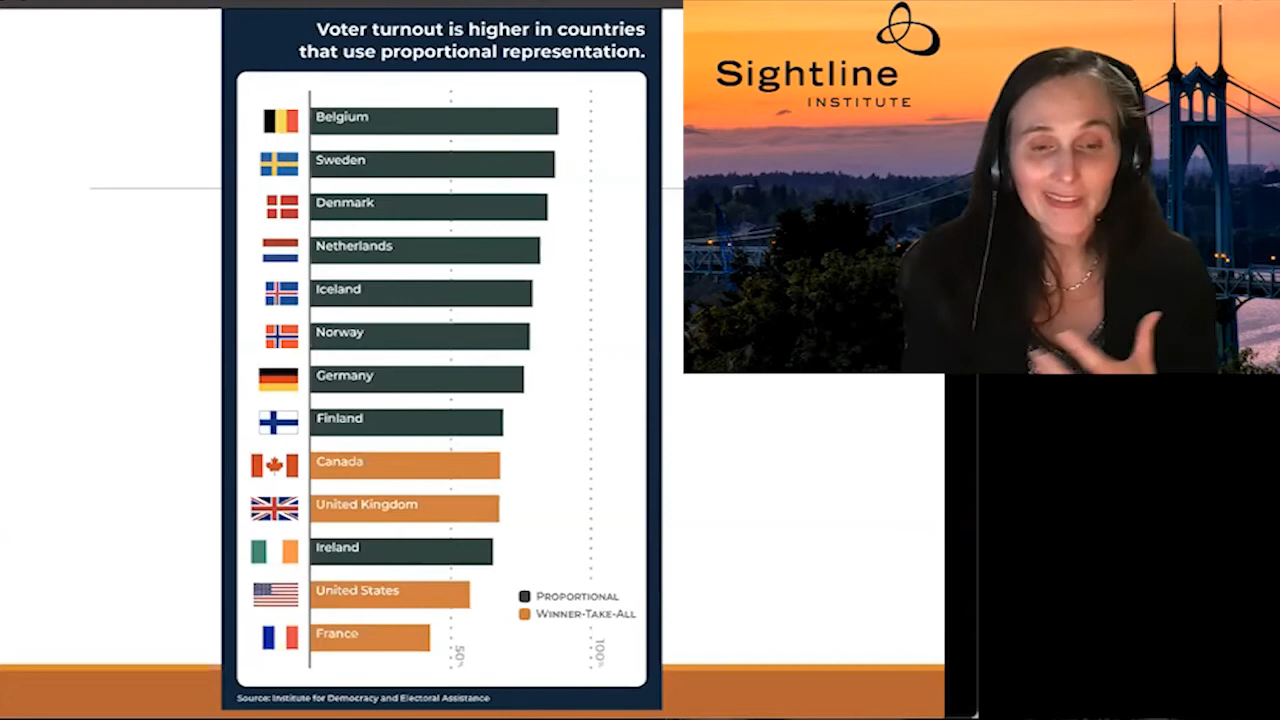 Voter turnout is higher in countries
that use proportional representation.
Sightline
INSTITUTE
Belgium
Sweden
Denmark
Netherlands
Iceland
Norway
Germany
Finland
Canada
United Kingdom
Ireland
United States
France
PROPORTIONAL
WINNER-TAKE-ALL
50%
100%
Source: Institute for Democracy and Electoral Assistance